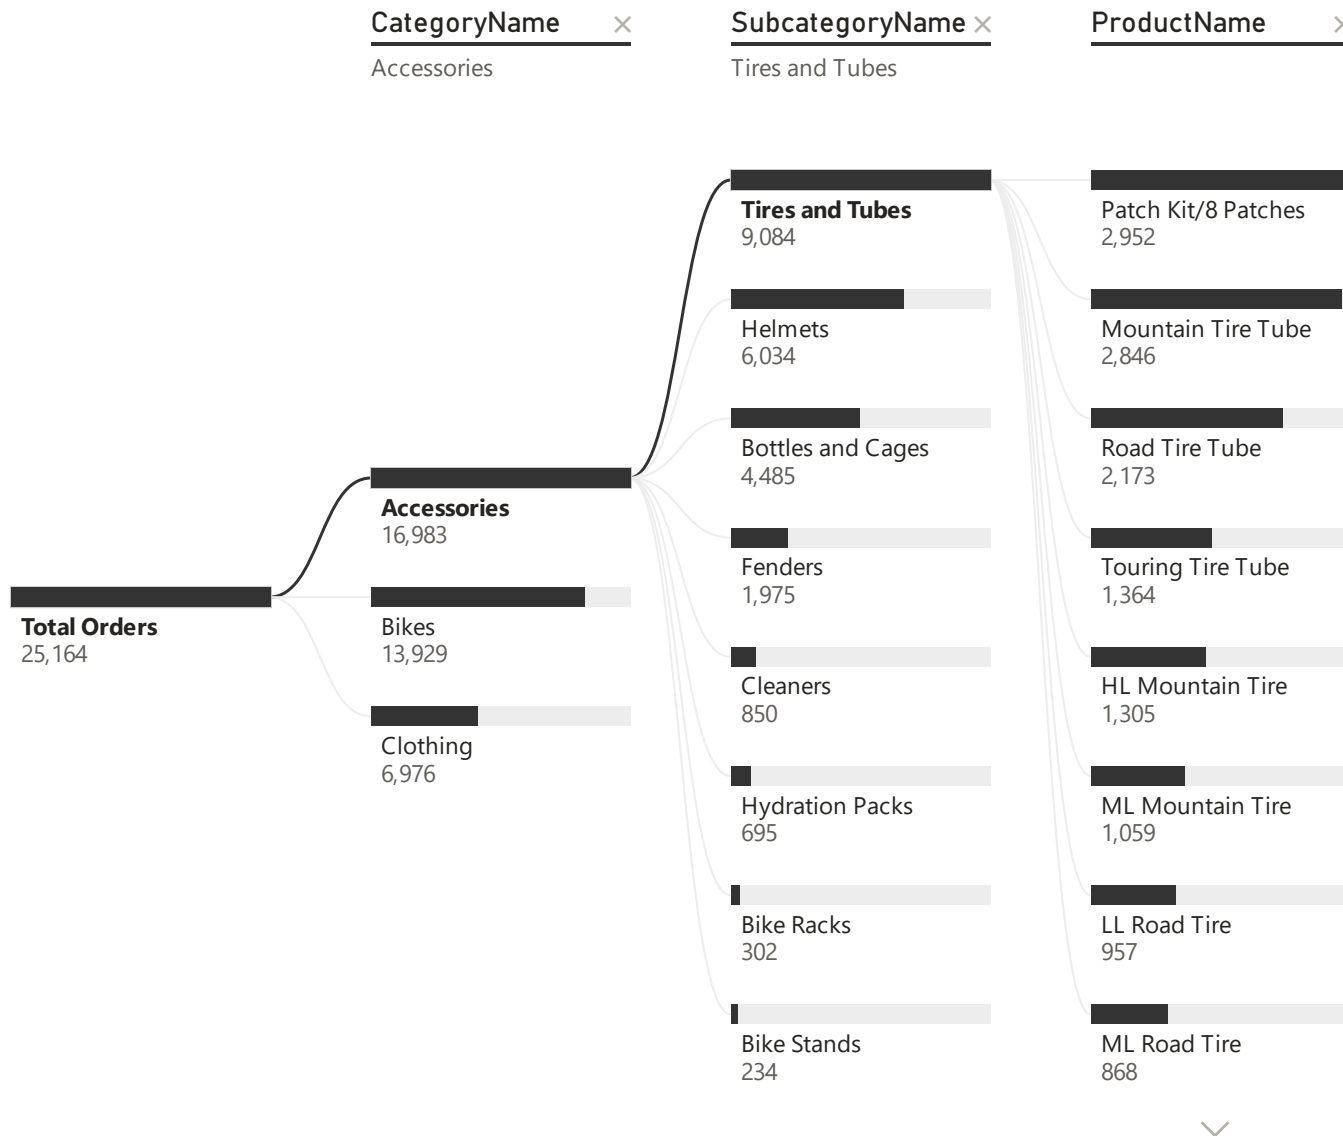 CategoryName
SubcategoryName
ProductName
Accessories
Tires and Tubes
Total Orders
25,164
Accessories
16,983
Bikes
13,929
Clothing
6,976
Tires and Tubes
9,084
Helmets
6,034
Bottles and Cages
4,485
Fenders
1,975
Cleaners
850
Hydration Packs
695
Bike Racks
302
Bike Stands
234
Patch Kit/8 Patches
2,952
Mountain Tire Tube
2,846
Road Tire Tube
2,173
Touring Tire Tube
1,364
HL Mountain Tire
1,305
ML Mountain Tire
1,059
LL Road Tire
957
ML Road Tire
868